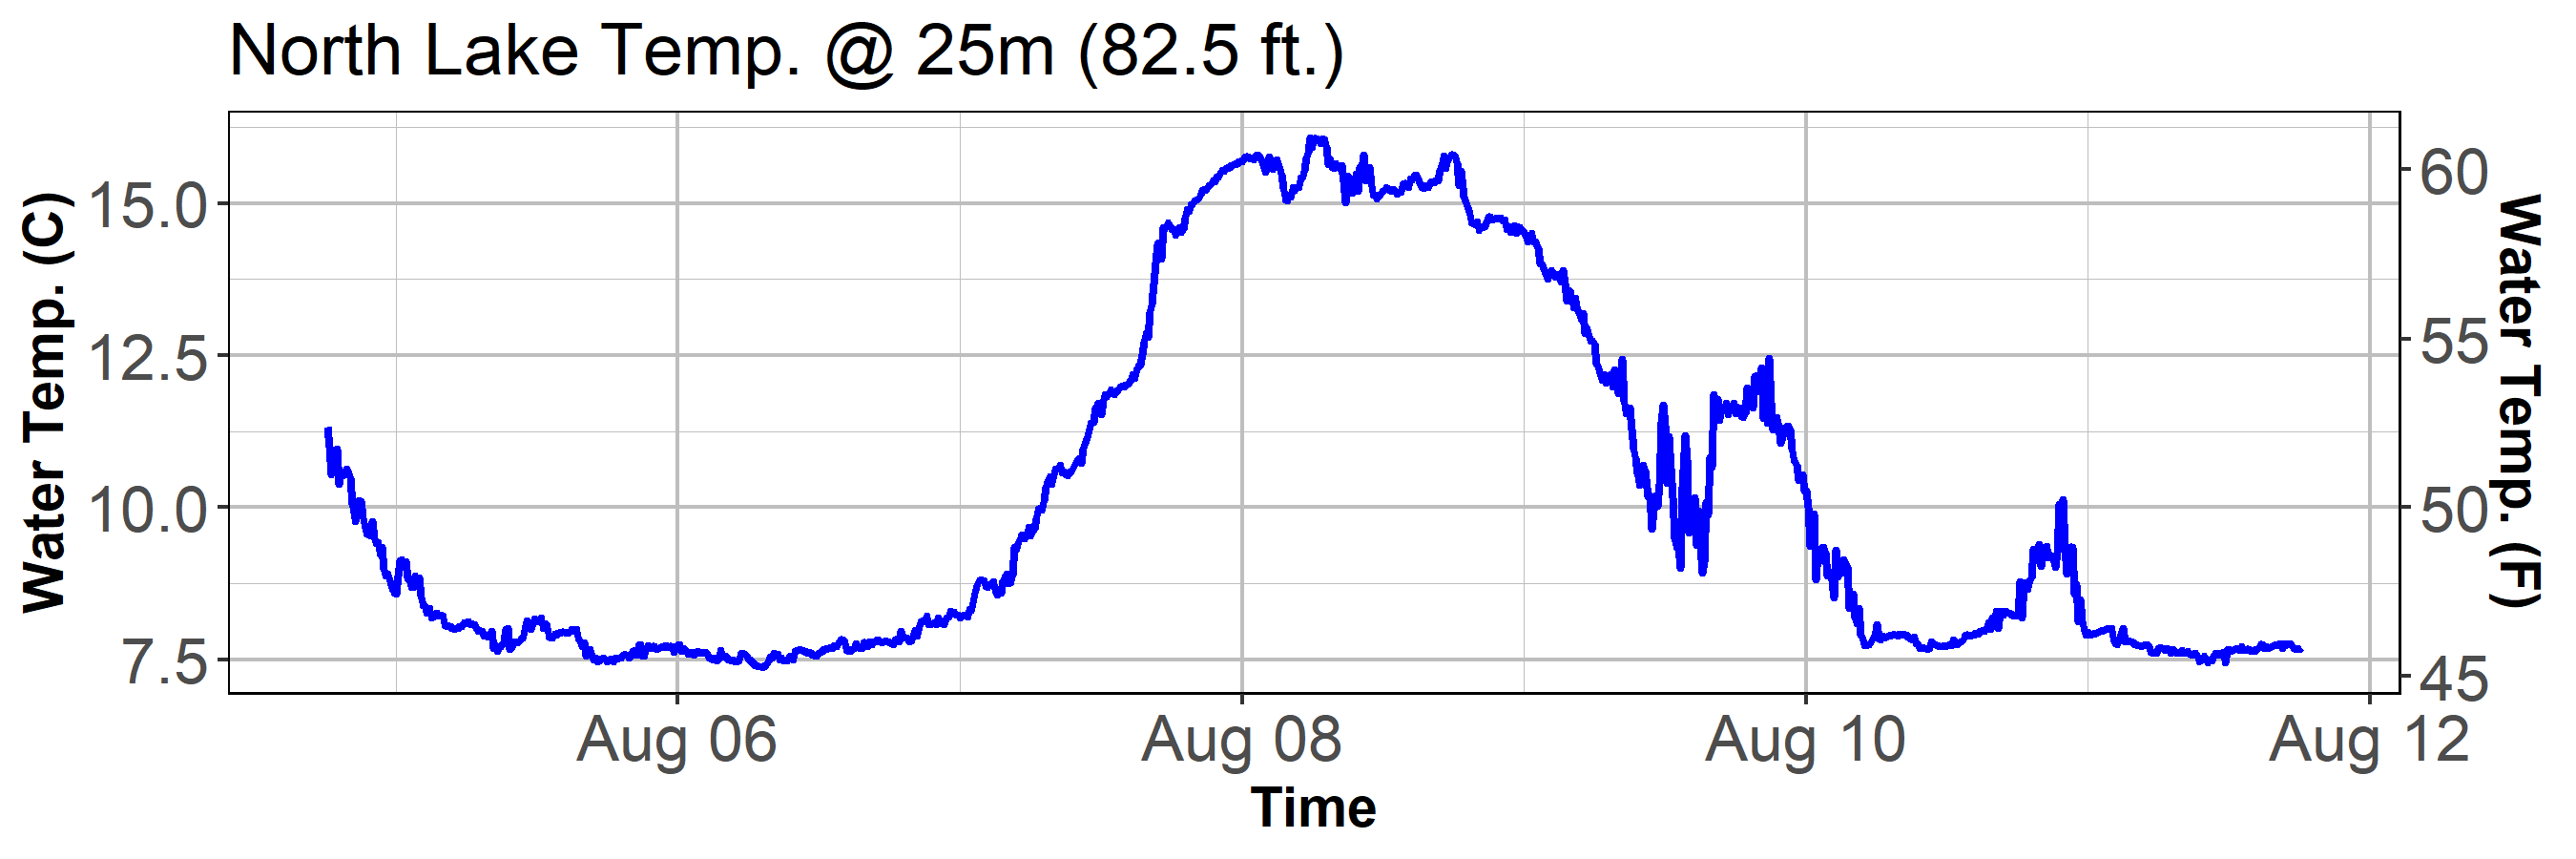 North Lake Temp. @ 25m (82.5 ft.)
Water Temp. (C)
15.0
12.5
10.0
7.5
60
55
50
45
Water Temp. (F)
Aug 06 Aug 08 Aug 10 Aug 12
Time